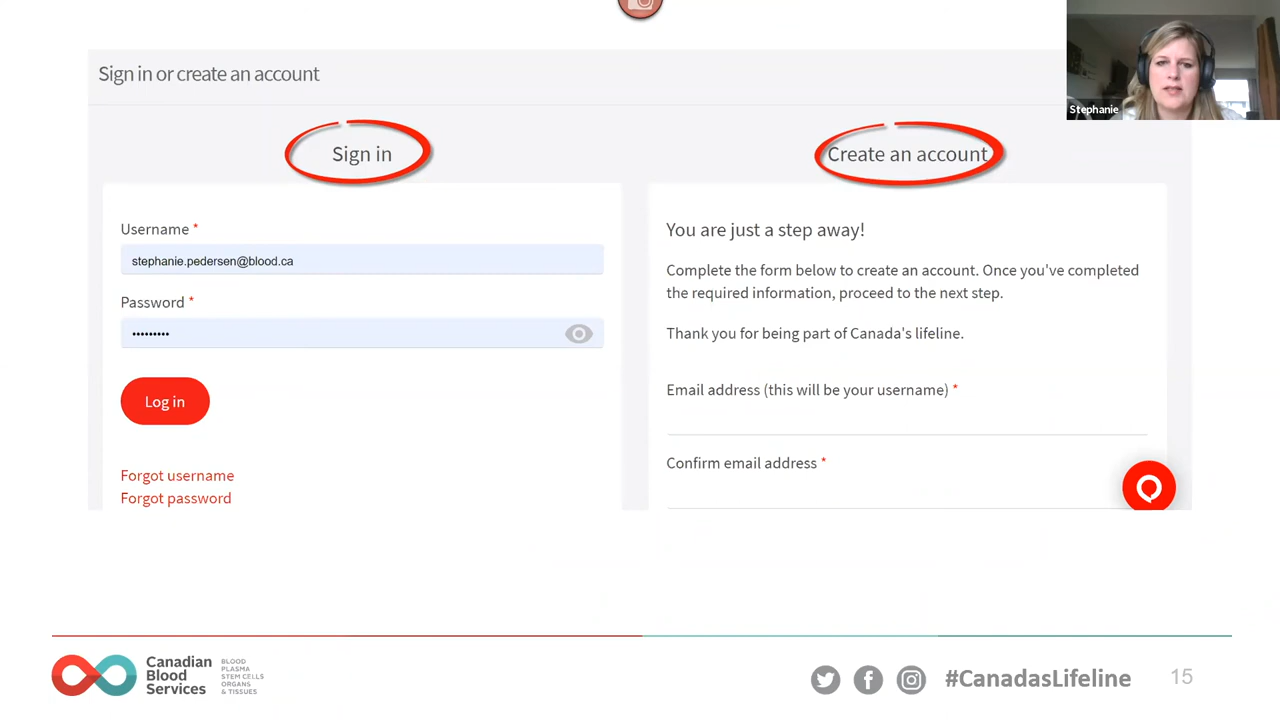 Sign in or create an account
Stephanie
Sign in
Username *
stephanie.pedersen@blood.ca
Password *
•••••••••
Log in
Forgot username
Forgot password
Create an account
You are just a step away!
Complete the form below to create an account. Once you've completed
the required information, proceed to the next step.
Thank you for being part of Canada's lifeline.
Email address (this will be your username) *
Confirm email address *
Canadian
Blood
Services
BLOOD
PLASMA
STEM CELLS
ORGANS
& TISSUES
#CanadasLifeline
15